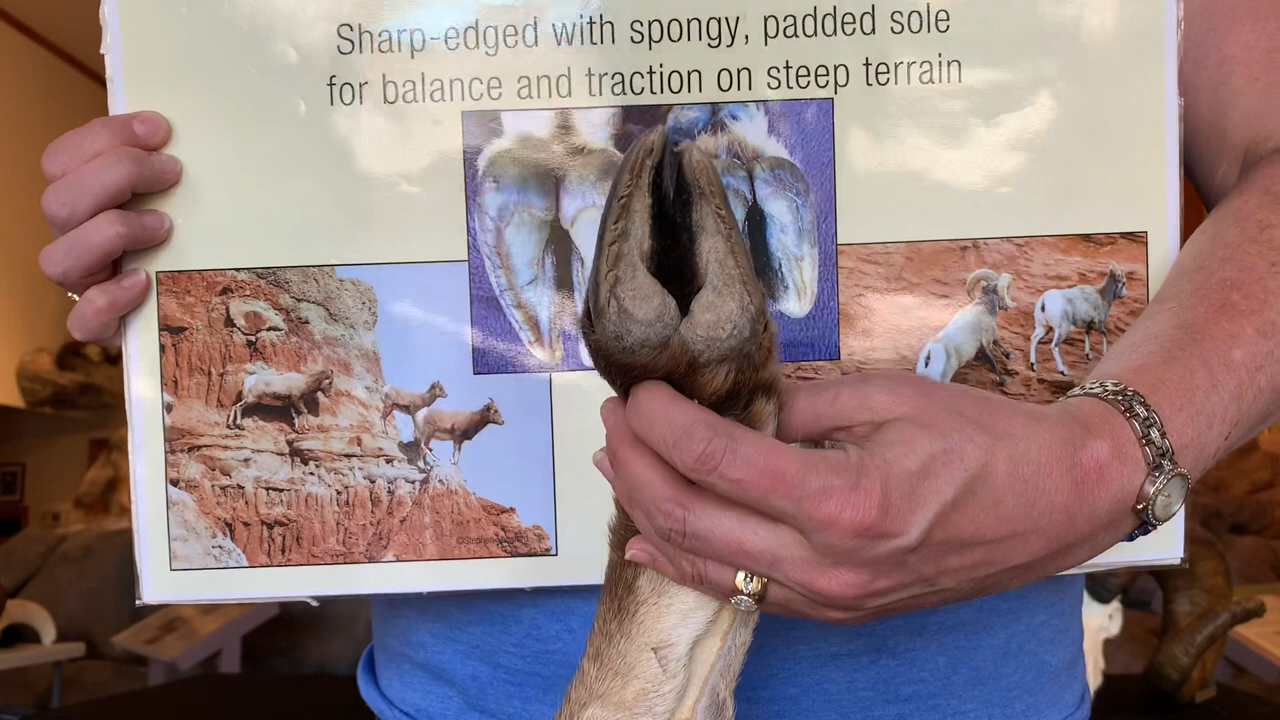 Sharp-edged with spongy, padded sole
for balance and traction on steep terrain